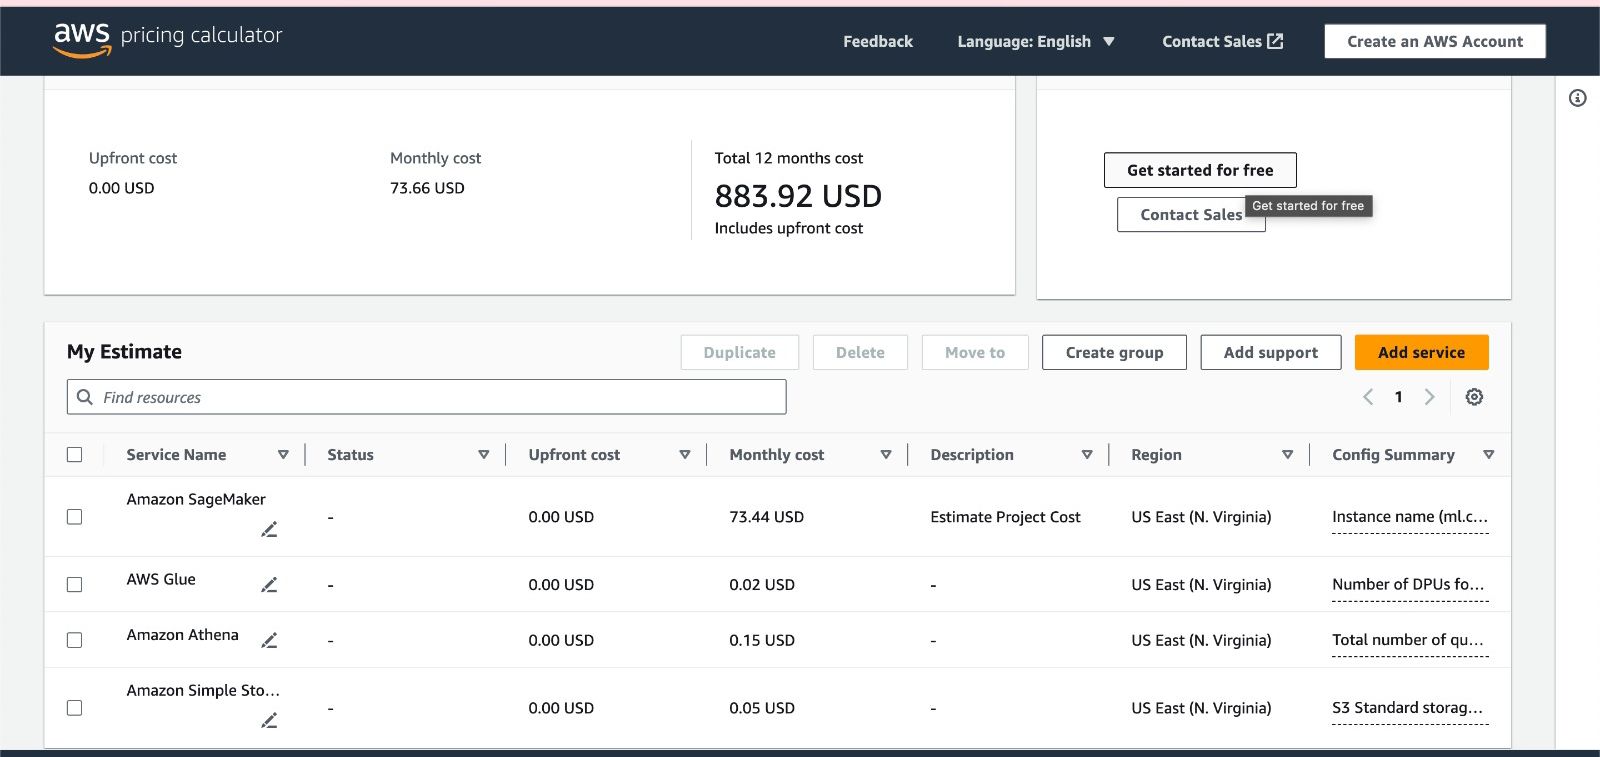 aws pricing calculator
Feedback
Language: English
Contact Sales
Create an AWS Account
Upfront cost
0.00 USD
Monthly cost
73.66 USD
Total 12 months cost
883.92 USD
Includes upfront cost
Get started for free
Contact Sales
Get started for free
My Estimate
Duplicate
Delete
Move to
Create group
Add support
Add service
Find resources
1
Service Name Status Upfront cost Monthly cost Description Region Config Summary
Amazon SageMaker - 0.00 USD 73.44 USD Estimate Project Cost US East (N. Virginia) Instance name (ml.c...
AWS Glue - 0.00 USD 0.02 USD - US East (N. Virginia) Number of DPUs fo...
Amazon Athena - 0.00 USD 0.15 USD - US East (N. Virginia) Total number of qu...
Amazon Simple Sto... - 0.00 USD 0.05 USD - US East (N. Virginia) S3 Standard storag...